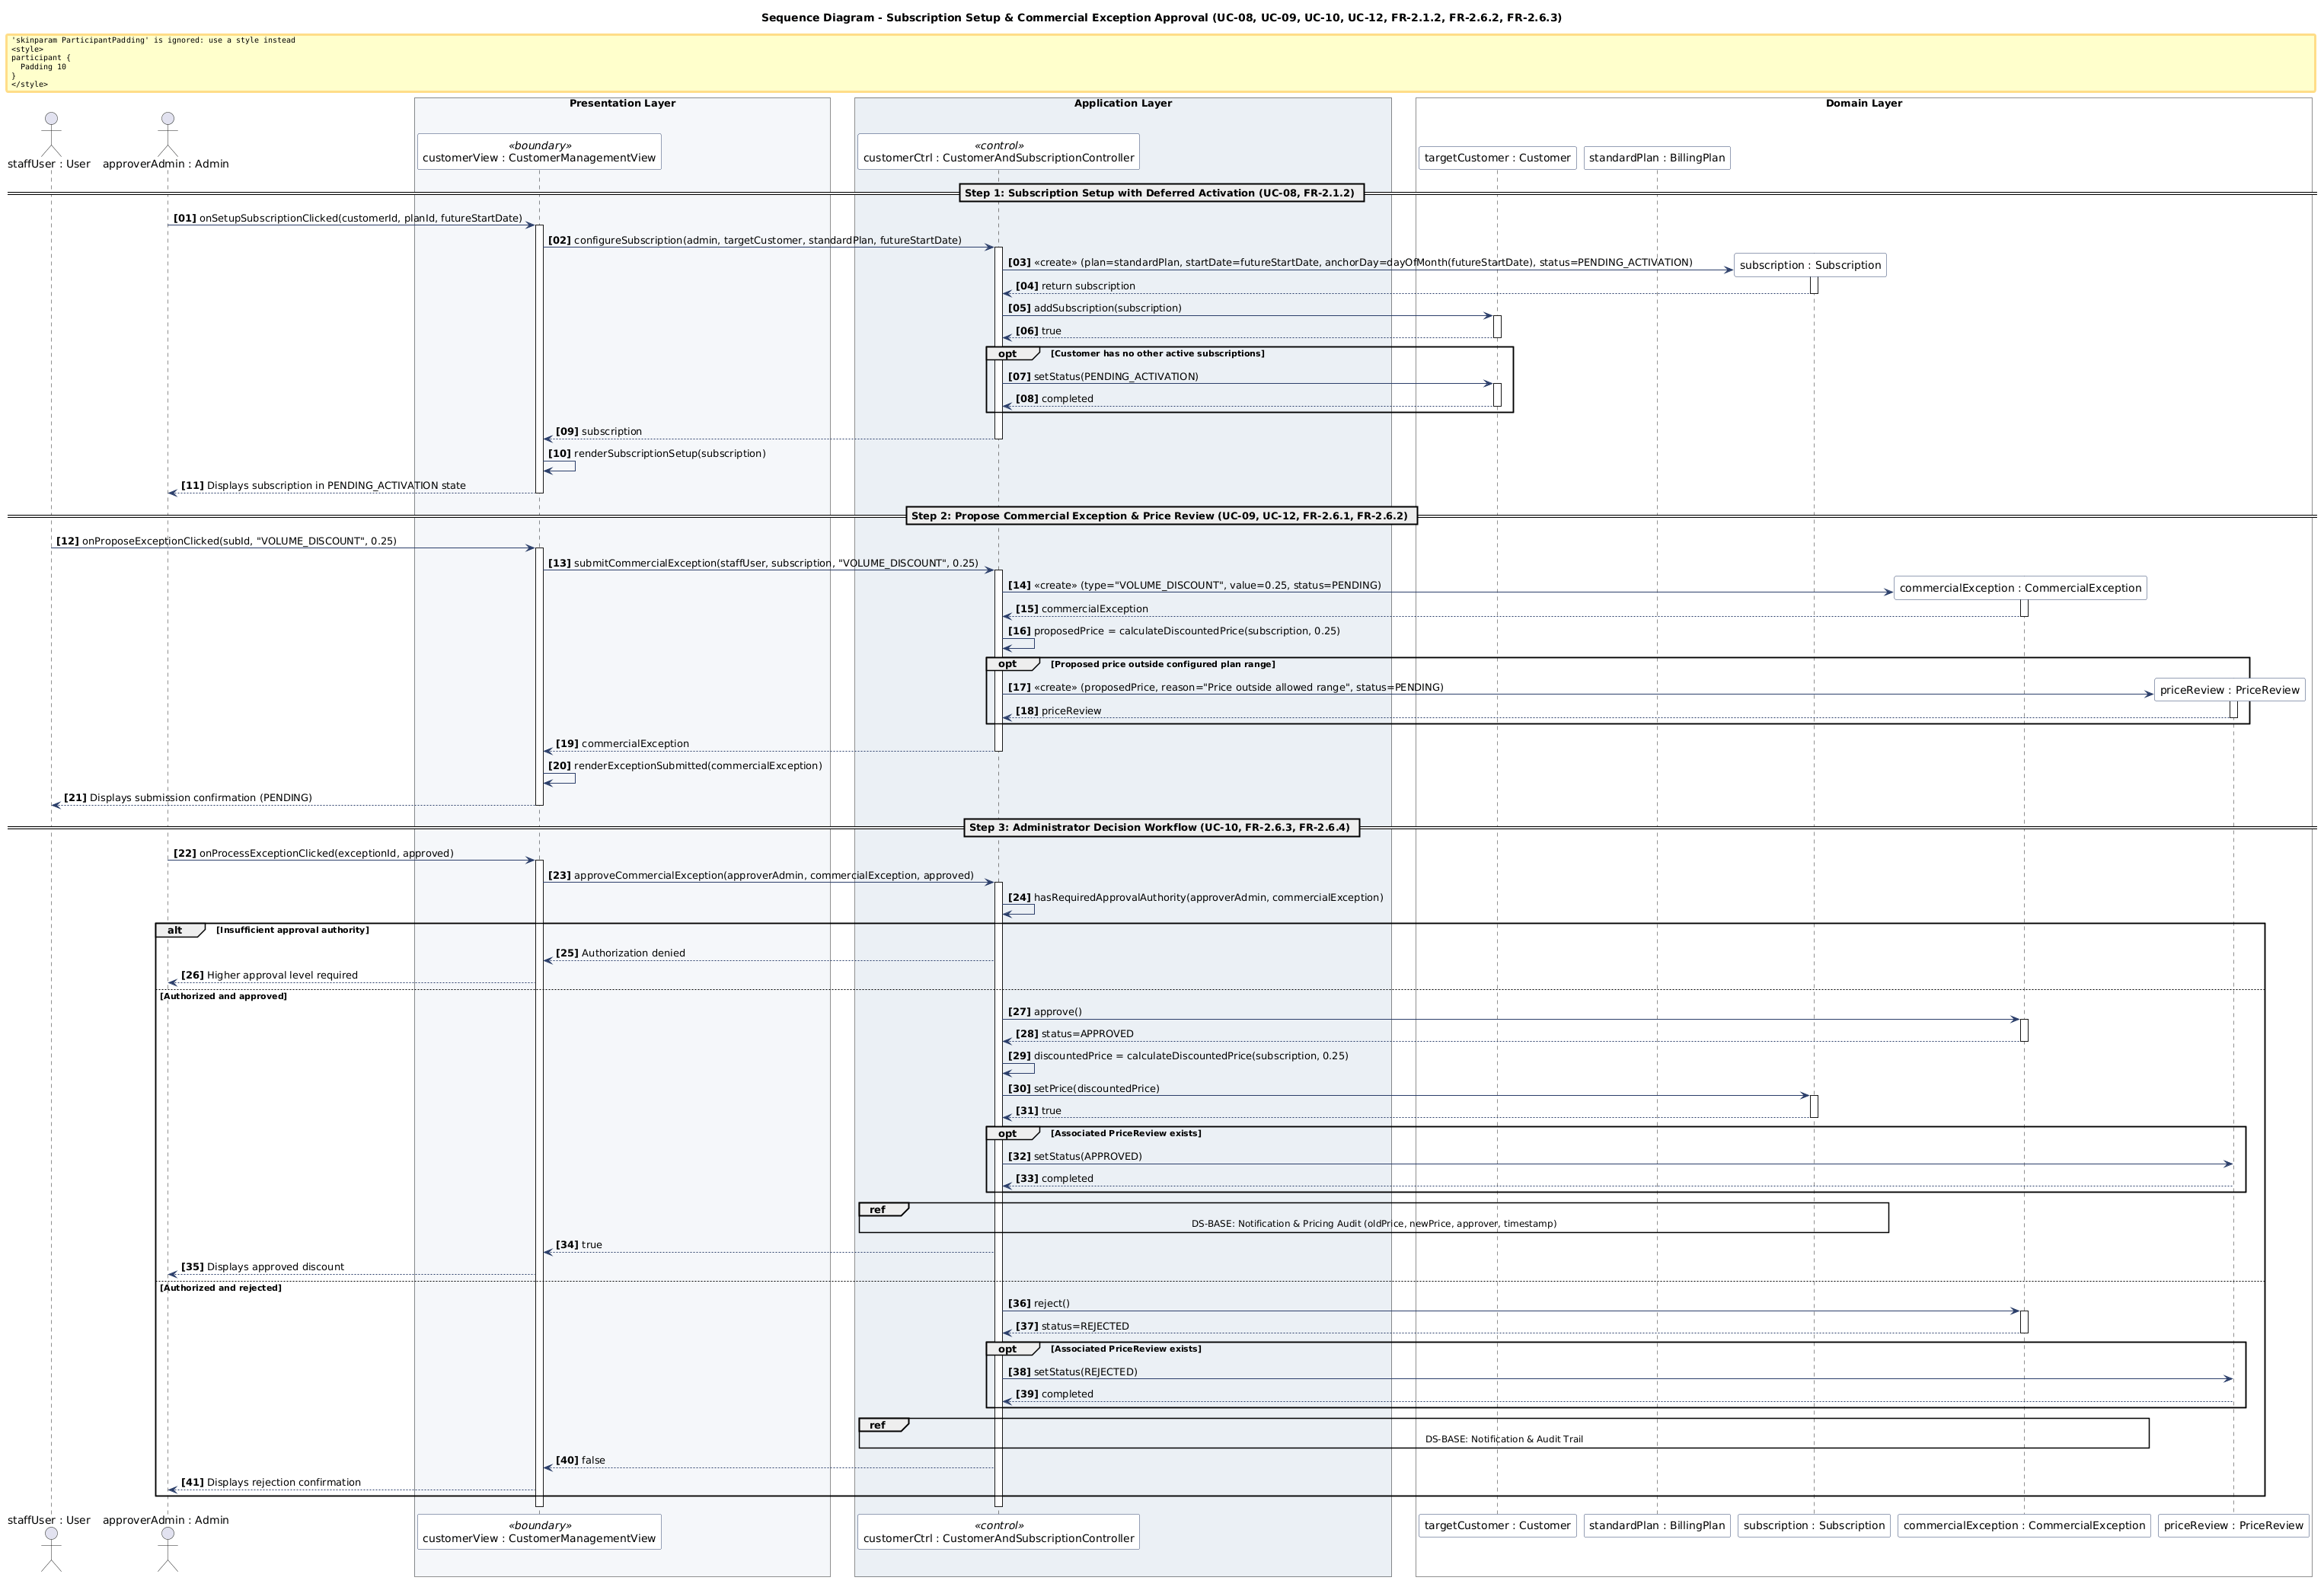 Sequence Diagram - Subscription Setup & Commercial Exception Approval (UC-08, UC-09, UC-10, UC-12, FR-2.1.2, FR-2.6.2, FR-2.6.3)
'skinparam ParticipantPadding' is ignored: use a style instead
<style>
participant {
  Padding 10
}
</style>
Presentation Layer
Application Layer
Domain Layer
staffUser : User
approverAdmin : Admin
«boundary»
customerView : CustomerManagementView
«control»
customerCtrl : CustomerAndSubscriptionController
targetCustomer : Customer
standardPlan : BillingPlan
Step 1: Subscription Setup with Deferred Activation (UC-08, FR-2.1.2)
[01] onSetupSubscriptionClicked(customerId, planId, futureStartDate)
[02] configureSubscription(admin, targetCustomer, standardPlan, futureStartDate)
[03] «create» (plan=standardPlan, startDate=futureStartDate, anchorDay=dayOfMonth(futureStartDate), status=PENDING_ACTIVATION)
subscription : Subscription
[04] return subscription
[05] addSubscription(subscription)
[06] true
opt [Customer has no other active subscriptions]
[07] setStatus(PENDING_ACTIVATION)
[08] completed
[09] subscription
[10] renderSubscriptionSetup(subscription)
[11] Displays subscription in PENDING_ACTIVATION state
Step 2: Propose Commercial Exception & Price Review (UC-09, UC-12, FR-2.6.1, FR-2.6.2)
[12] onProposeExceptionClicked(subId, "VOLUME_DISCOUNT", 0.25)
[13] submitCommercialException(staffUser, subscription, "VOLUME_DISCOUNT", 0.25)
[14] «create» (type="VOLUME_DISCOUNT", value=0.25, status=PENDING)
commercialException : CommercialException
[15] commercialException
[16] proposedPrice = calculateDiscountedPrice(subscription, 0.25)
opt [Proposed price outside configured plan range]
[17] «create» (proposedPrice, reason="Price outside allowed range", status=PENDING)
priceReview : PriceReview
[18] priceReview
[19] commercialException
[20] renderExceptionSubmitted(commercialException)
[21] Displays submission confirmation (PENDING)
Step 3: Administrator Decision Workflow (UC-10, FR-2.6.3, FR-2.6.4)
[22] onProcessExceptionClicked(exceptionId, approved)
[23] approveCommercialException(approverAdmin, commercialException, approved)
[24] hasRequiredApprovalAuthority(approverAdmin, commercialException)
alt [Insufficient approval authority]
[25] Authorization denied
[26] Higher approval level required
[Authorized and approved]
[27] approve()
[28] status=APPROVED
[29] discountedPrice = calculateDiscountedPrice(subscription, 0.25)
[30] setPrice(discountedPrice)
[31] true
opt [Associated PriceReview exists]
[32] setStatus(APPROVED)
[33] completed
ref
DS-BASE: Notification & Pricing Audit (oldPrice, newPrice, approver, timestamp)
[34] true
[35] Displays approved discount
[Authorized and rejected]
[36] reject()
[37] status=REJECTED
opt [Associated PriceReview exists]
[38] setStatus(REJECTED)
[39] completed
ref
DS-BASE: Notification & Audit Trail
[40] false
[41] Displays rejection confirmation
staffUser : User
approverAdmin : Admin
«boundary»
customerView : CustomerManagementView
«control»
customerCtrl : CustomerAndSubscriptionController
targetCustomer : Customer
standardPlan : BillingPlan
subscription : Subscription
commercialException : CommercialException
priceReview : PriceReview